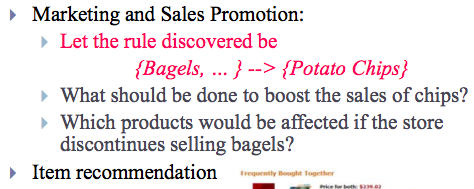 Marketing and Sales Promotion:
Let the rule discovered be
{Bagels, ... } --> {Potato Chips}
What should be done to boost the sales of chips?
Which products would be affected if the store
discontinues selling bagels?
Item recommendation
Frequently Bought Together
Price for both: $239.02